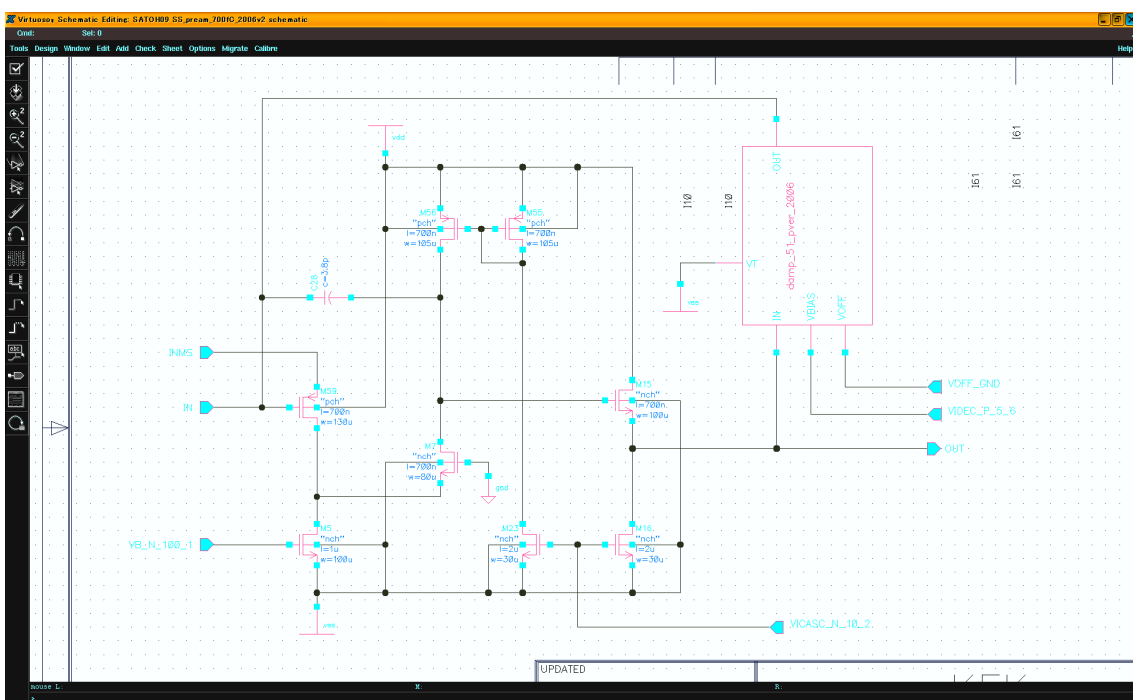 Virtuoso® Schematic Editing: SATOH09 SS_pream_700fC_2006v2 schematic
Cmd: Sel: 0
Tools Design Window Edit Add Check Sheet Options Migrate Calibre Help
vdd
OUT
I61
I61
I61
I10
I10
damp_51_pver_2006
M56
"pch"
l=700n
w=105u
M55
"pch"
l=700n
w=105u
VT
vss
C28
c=3.8p
IN
VBIAS
VOFF
INMS
IN
M59
"pch"
l=700n
w=130u
M15
"nch"
l=700n
w=100u
VOFF_GND
VIDEC_P_5_6
OUT
M7
"nch"
l=700n
w=80u
gnd
VB_N_100_1
M5
"nch"
l=1u
w=100u
M23
"nch"
l=2u
w=30u
M16
"nch"
l=2u
w=30u
vss
VICASC_N_10_2
UPDATED
KEK
mouse L: M: R:
>